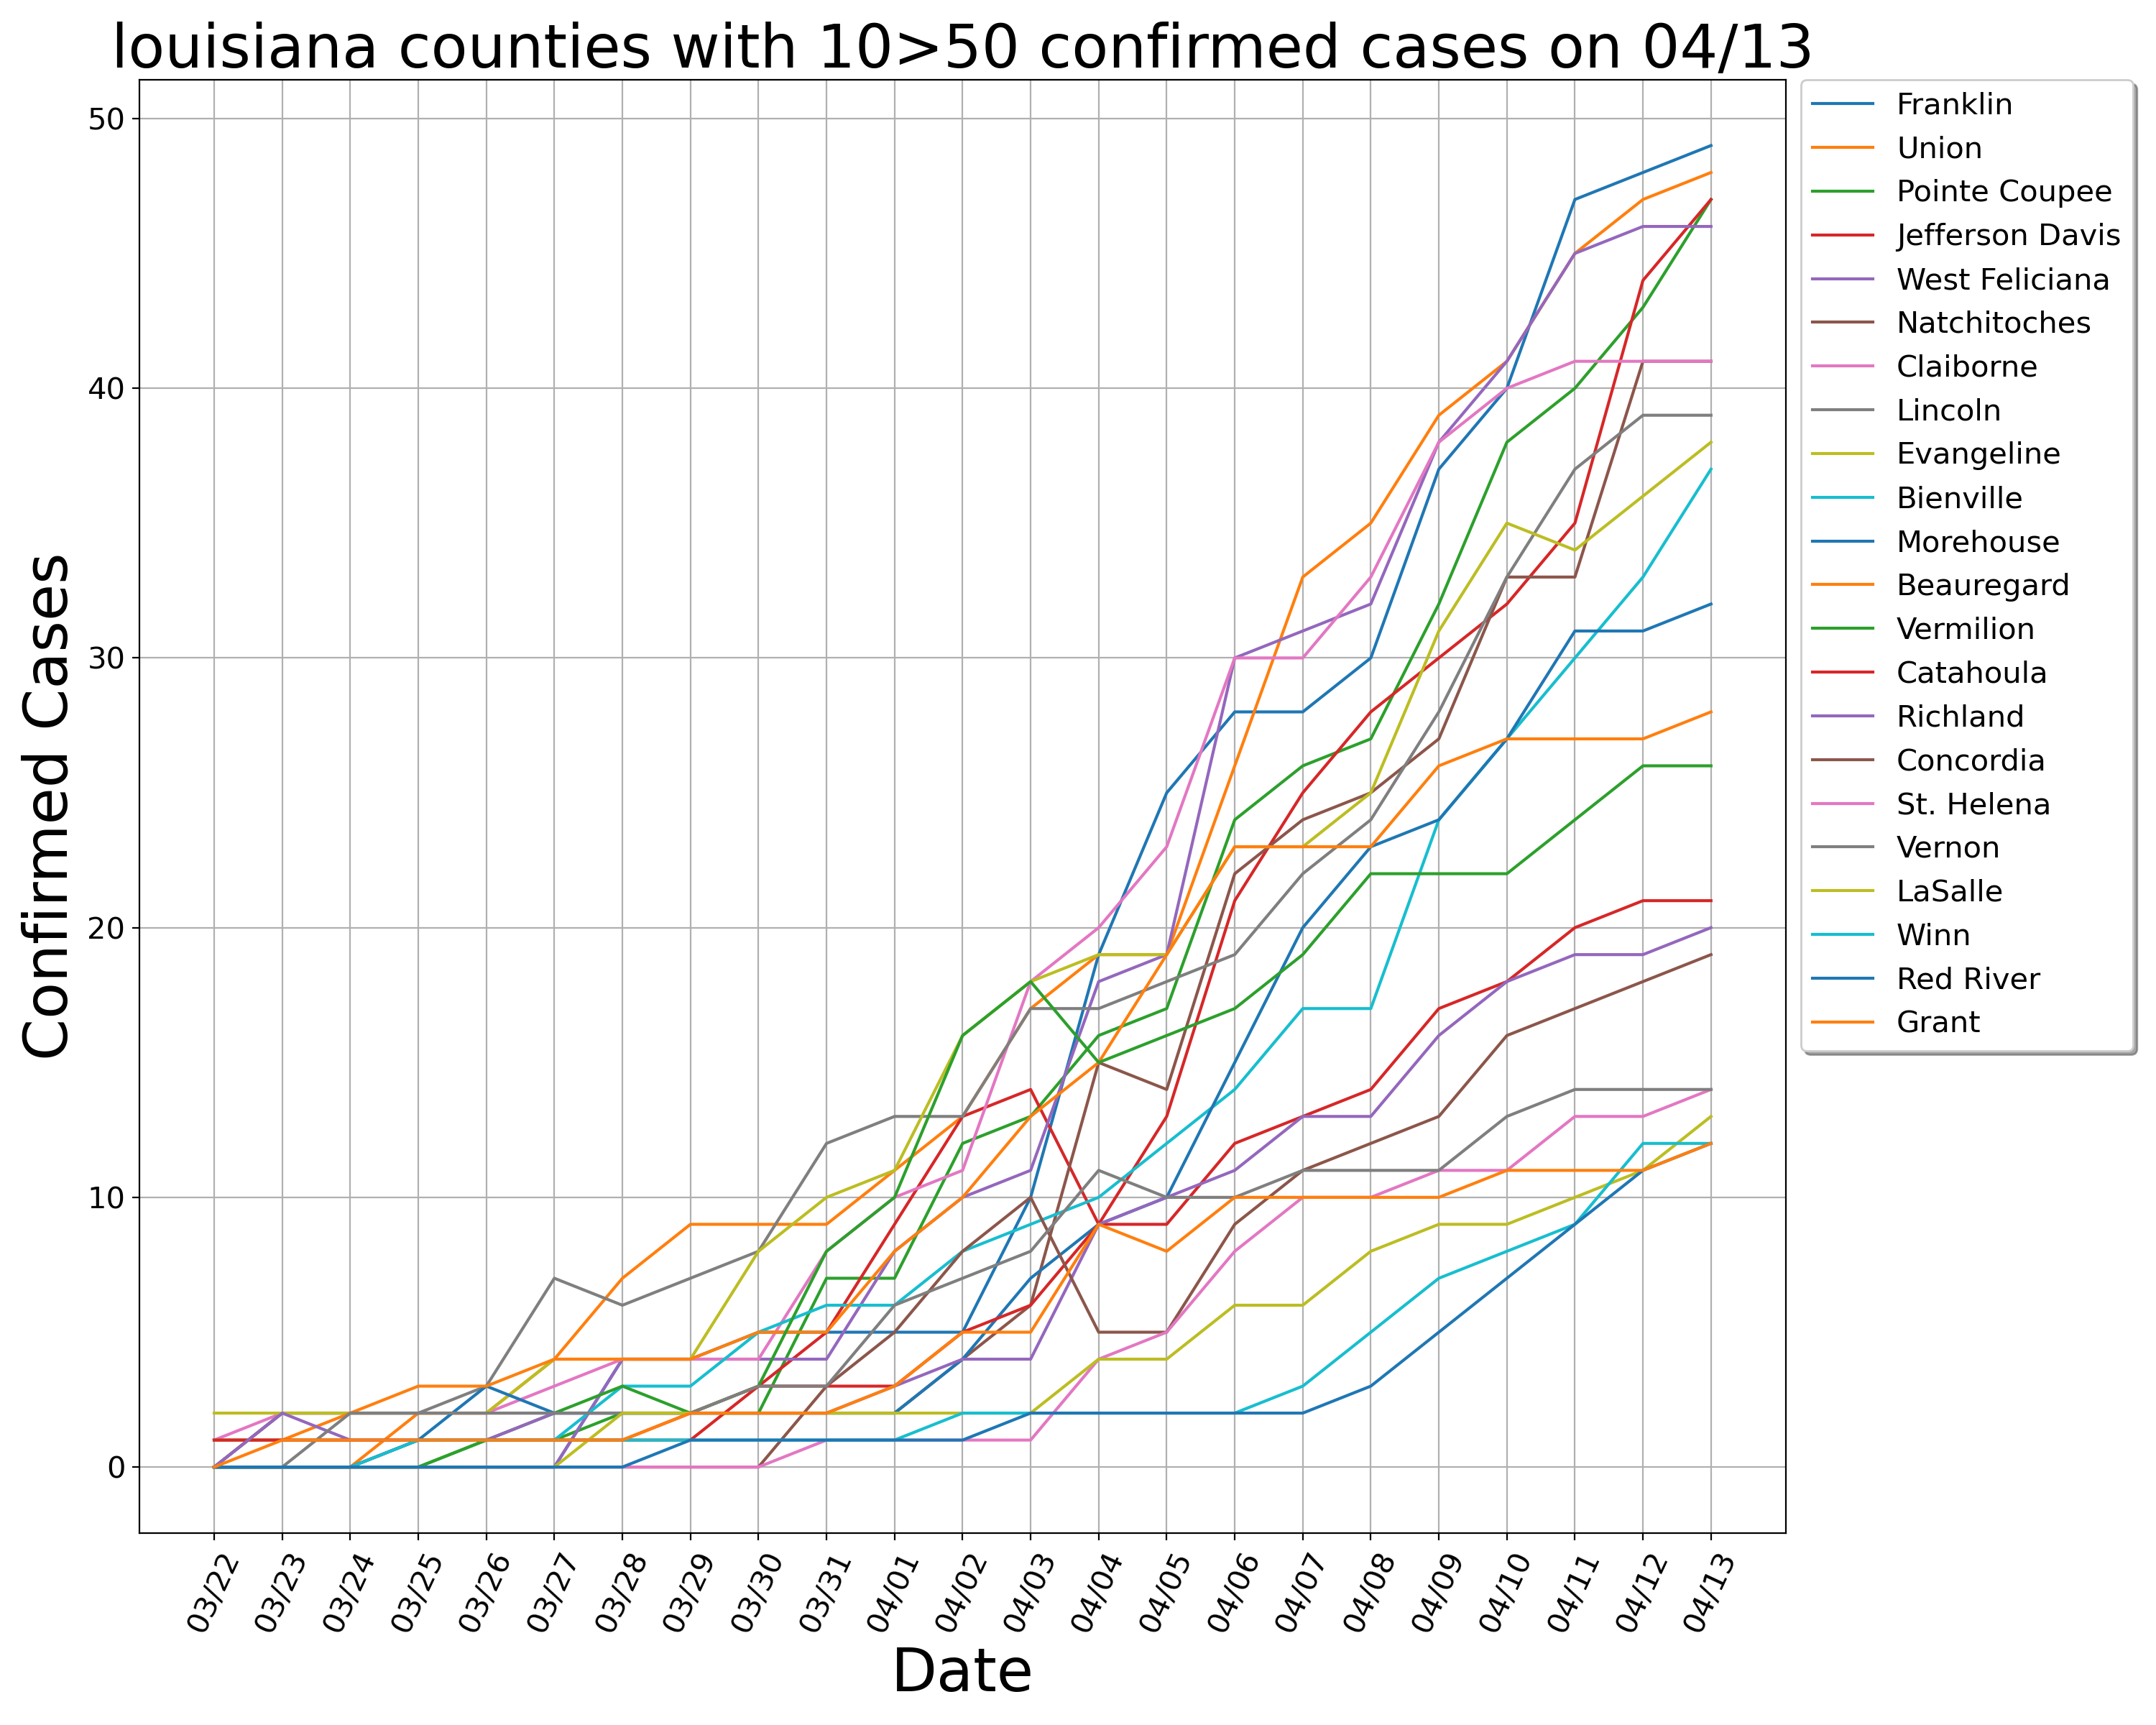 louisiana counties with 10>50 confirmed cases on 04/13
Confirmed Cases
50
40
30
20
10
0
03/22
03/23
03/24
03/25
03/26
03/27
03/28
03/29
03/30
03/31
04/01
04/02
04/03
04/04
04/05
04/06
04/07
04/08
04/09
04/10
04/11
04/12
04/13
Date
Franklin
Union
Pointe Coupee
Jefferson Davis
West Feliciana
Natchitoches
Claiborne
Lincoln
Evangeline
Bienville
Morehouse
Beauregard
Vermilion
Catahoula
Richland
Concordia
St. Helena
Vernon
LaSalle
Winn
Red River
Grant